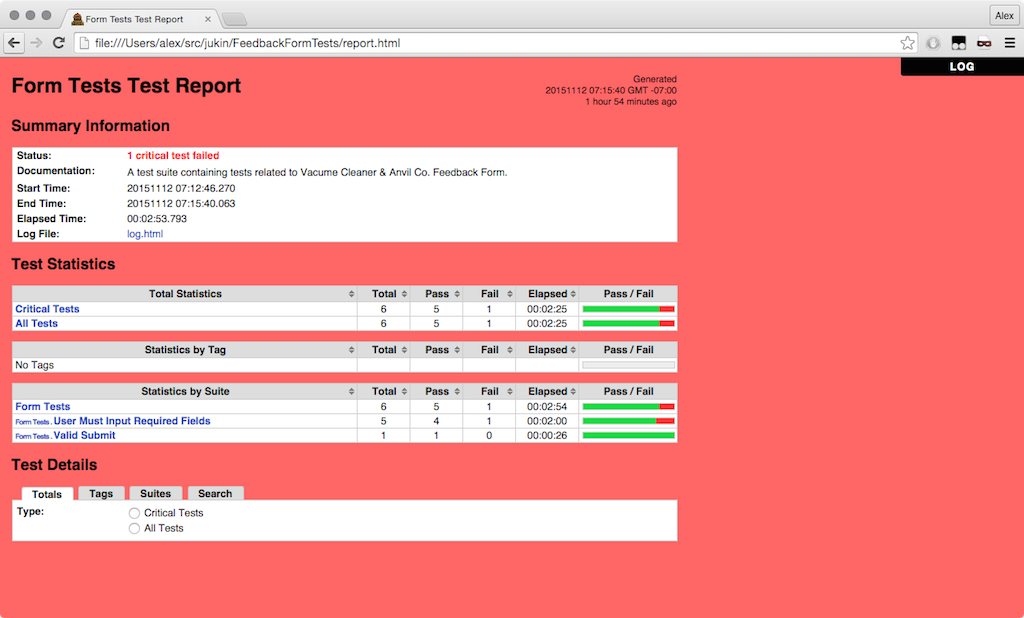 Form Tests Test Report
Alex
file:///Users/alex/src/jukin/FeedbackFormTests/report.html
LOG
Form Tests Test Report
Generated
20151112 07:15:40 GMT -07:00
1 hour 54 minutes ago
Summary Information
Status: 1 critical test failed
Documentation: A test suite containing tests related to Vacume Cleaner & Anvil Co. Feedback Form.
Start Time: 20151112 07:12:46.270
End Time: 20151112 07:15:40.063
Elapsed Time: 00:02:53.793
Log File: log.html
Test Statistics
Total Statistics Total Pass Fail Elapsed Pass / Fail
Critical Tests 6 5 1 00:02:25
All Tests 6 5 1 00:02:25
Statistics by Tag Total Pass Fail Elapsed Pass / Fail
No Tags
Statistics by Suite Total Pass Fail Elapsed Pass / Fail
Form Tests 6 5 1 00:02:54
Form Tests . User Must Input Required Fields 5 4 1 00:02:00
Form Tests . Valid Submit 1 1 0 00:00:26
Test Details
Totals Tags Suites Search
Type: Critical Tests
All Tests